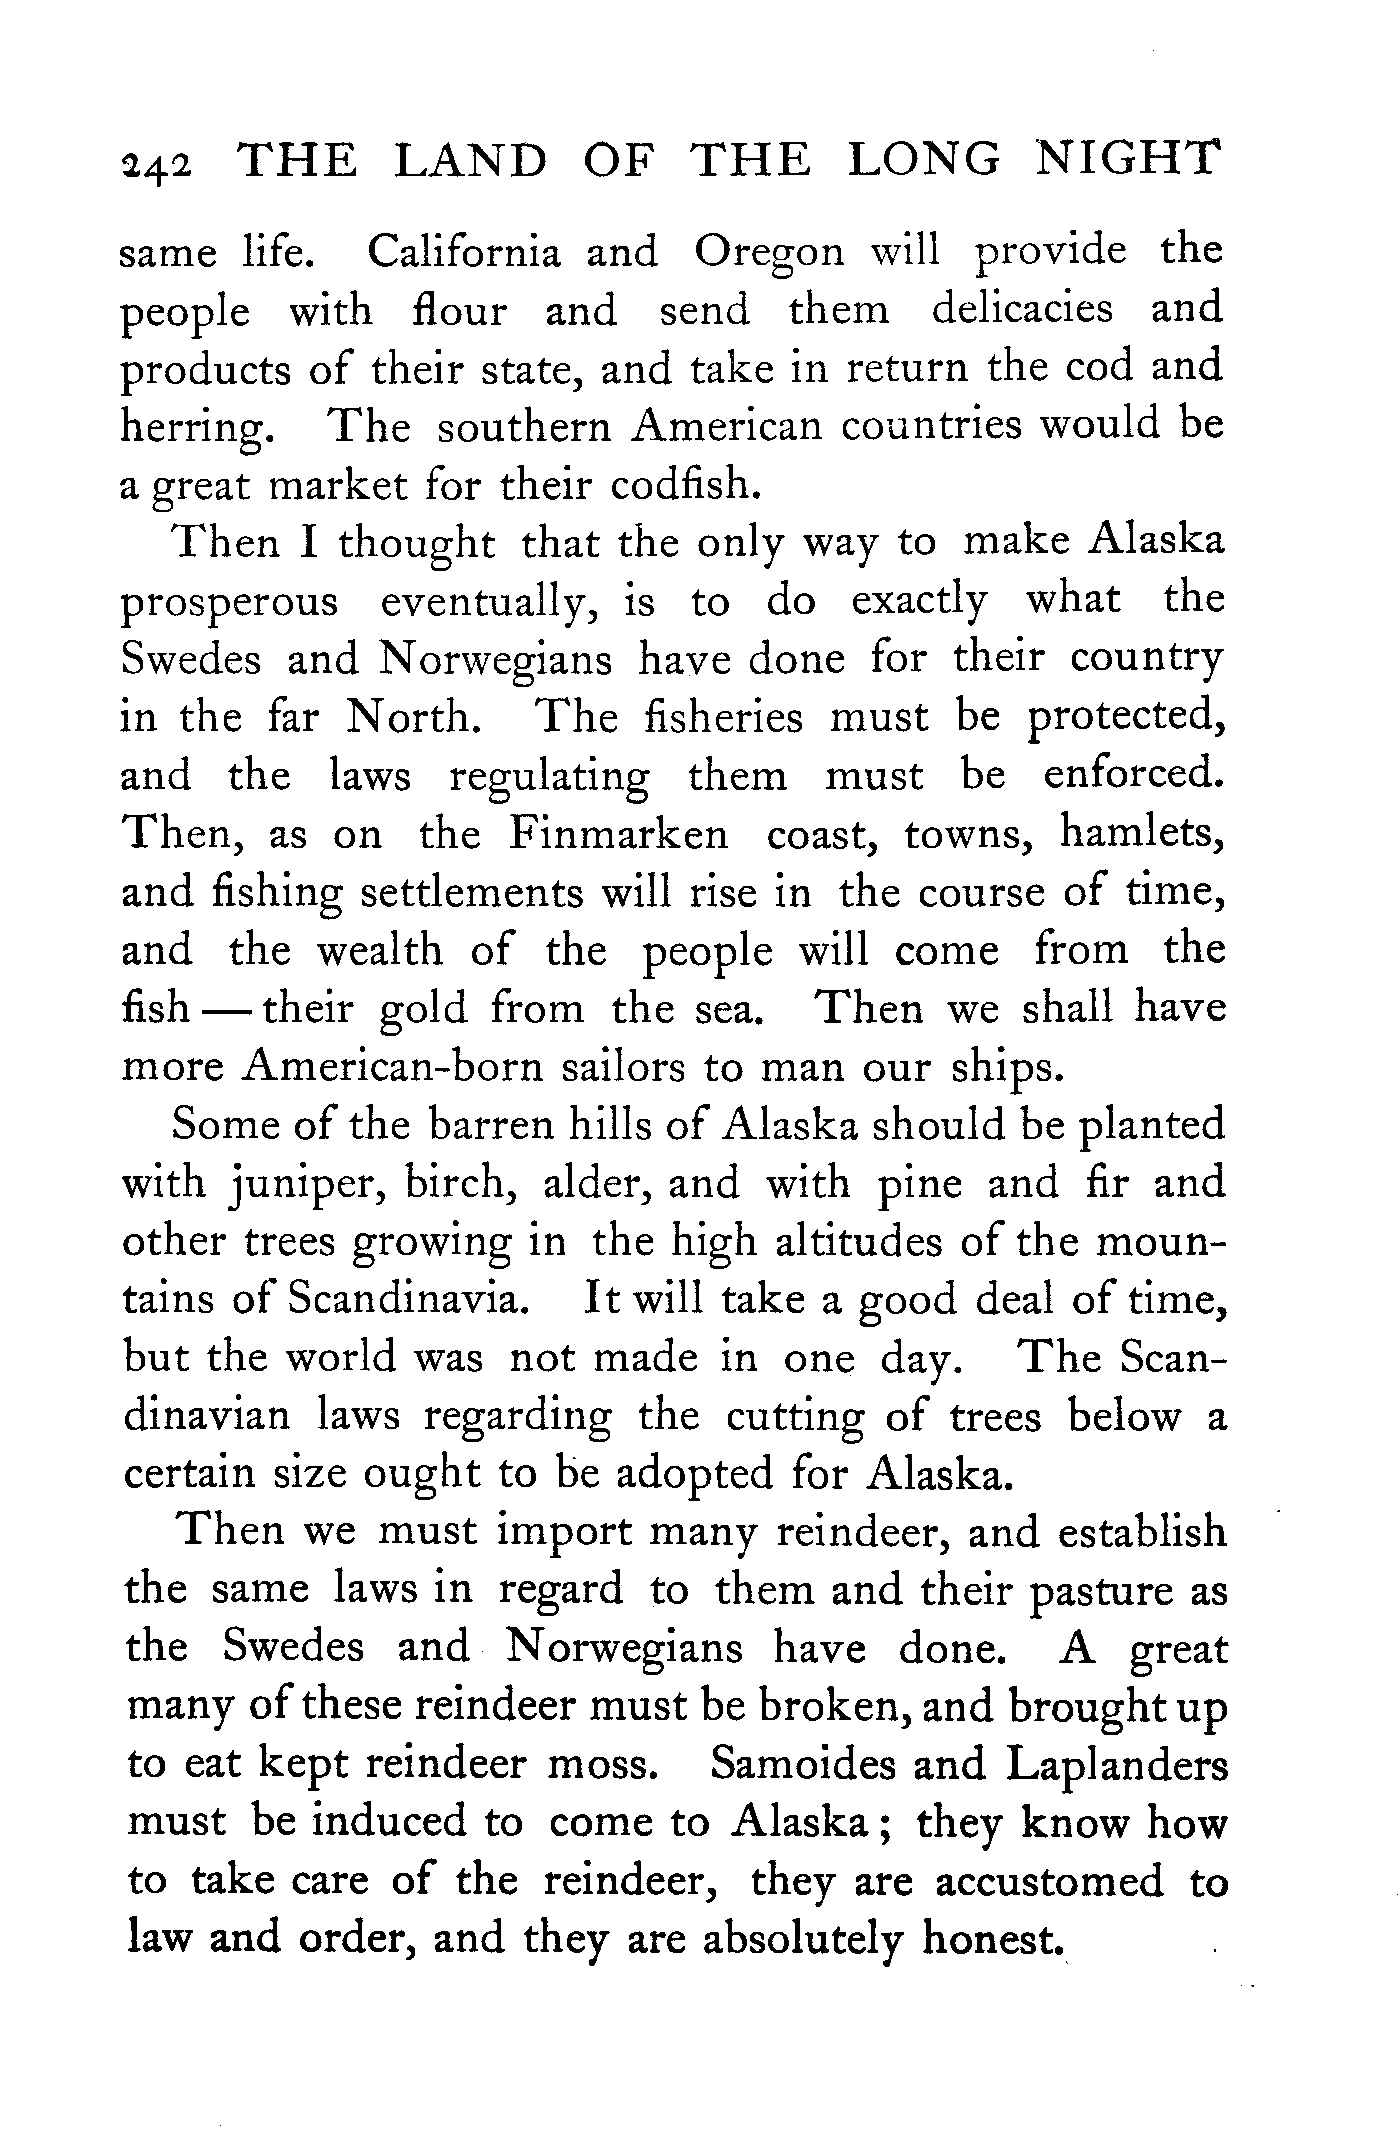 242 THE LAND OF THE LONG NIGHT
same life. California and Oregon will provide the
people with flour and send them delicacies and
products of their state, and take in return the cod and
herring. The southern American countries would be
a great market for their codfish.
Then I thought that the only way to make Alaska
prosperous eventually, is to do exactly what the
Swedes and Norwegians have done for their country
in the far North. The fisheries must be protected,
and the laws regulating them must be enforced.
Then, as on the Finmarken coast, towns, hamlets,
and fishing settlements will rise in the course of time,
and the wealth of the people will come from the
fish — their gold from the sea. Then we shall have
more American-born sailors to man our ships.
Some of the barren hills of Alaska should be planted
with juniper, birch, alder, and with pine and fir and
other trees growing in the high altitudes of the moun-
tains of Scandinavia. It will take a good deal of time,
but the world was not made in one day. The Scan-
dinavian laws regarding the cutting of trees below a
certain size ought to be adopted for Alaska.
Then we must import many reindeer, and establish
the same laws in regard to them and their pasture as
the Swedes and Norwegians have done. A great
many of these reindeer must be broken, and brought up
to eat kept reindeer moss. Samoides and Laplanders
must be induced to come to Alaska; they know how
to take care of the reindeer, they are accustomed to
law and order, and they are absolutely honest.